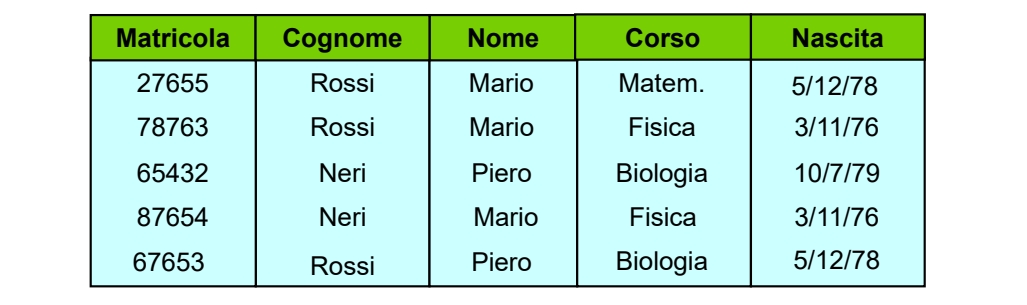 Matricola Cognome Nome Corso Nascita
27655 Rossi Mario Matem. 5/12/78
78763 Rossi Mario Fisica 3/11/76
65432 Neri Piero Biologia 10/7/79
87654 Neri Mario Fisica 3/11/76
67653 Rossi Piero Biologia 5/12/78